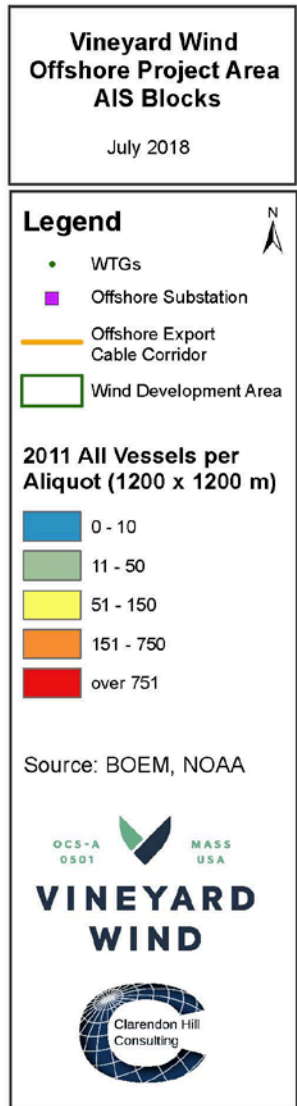 Vineyard Wind
Offshore Project Area
AIS Blocks
July 2018
Legend
N
WTGs
Offshore Substation
Offshore Export
Cable Corridor
Wind Development Area
2011 All Vessels per
Aliquot (1200 x 1200 m)
0 - 10
11 - 50
51 - 150
151 - 750
over 751
Source: BOEM, NOAA
OCS-A
0501
MASS
USA
VINEYARD
WIND
Clarendon Hill
Consulting